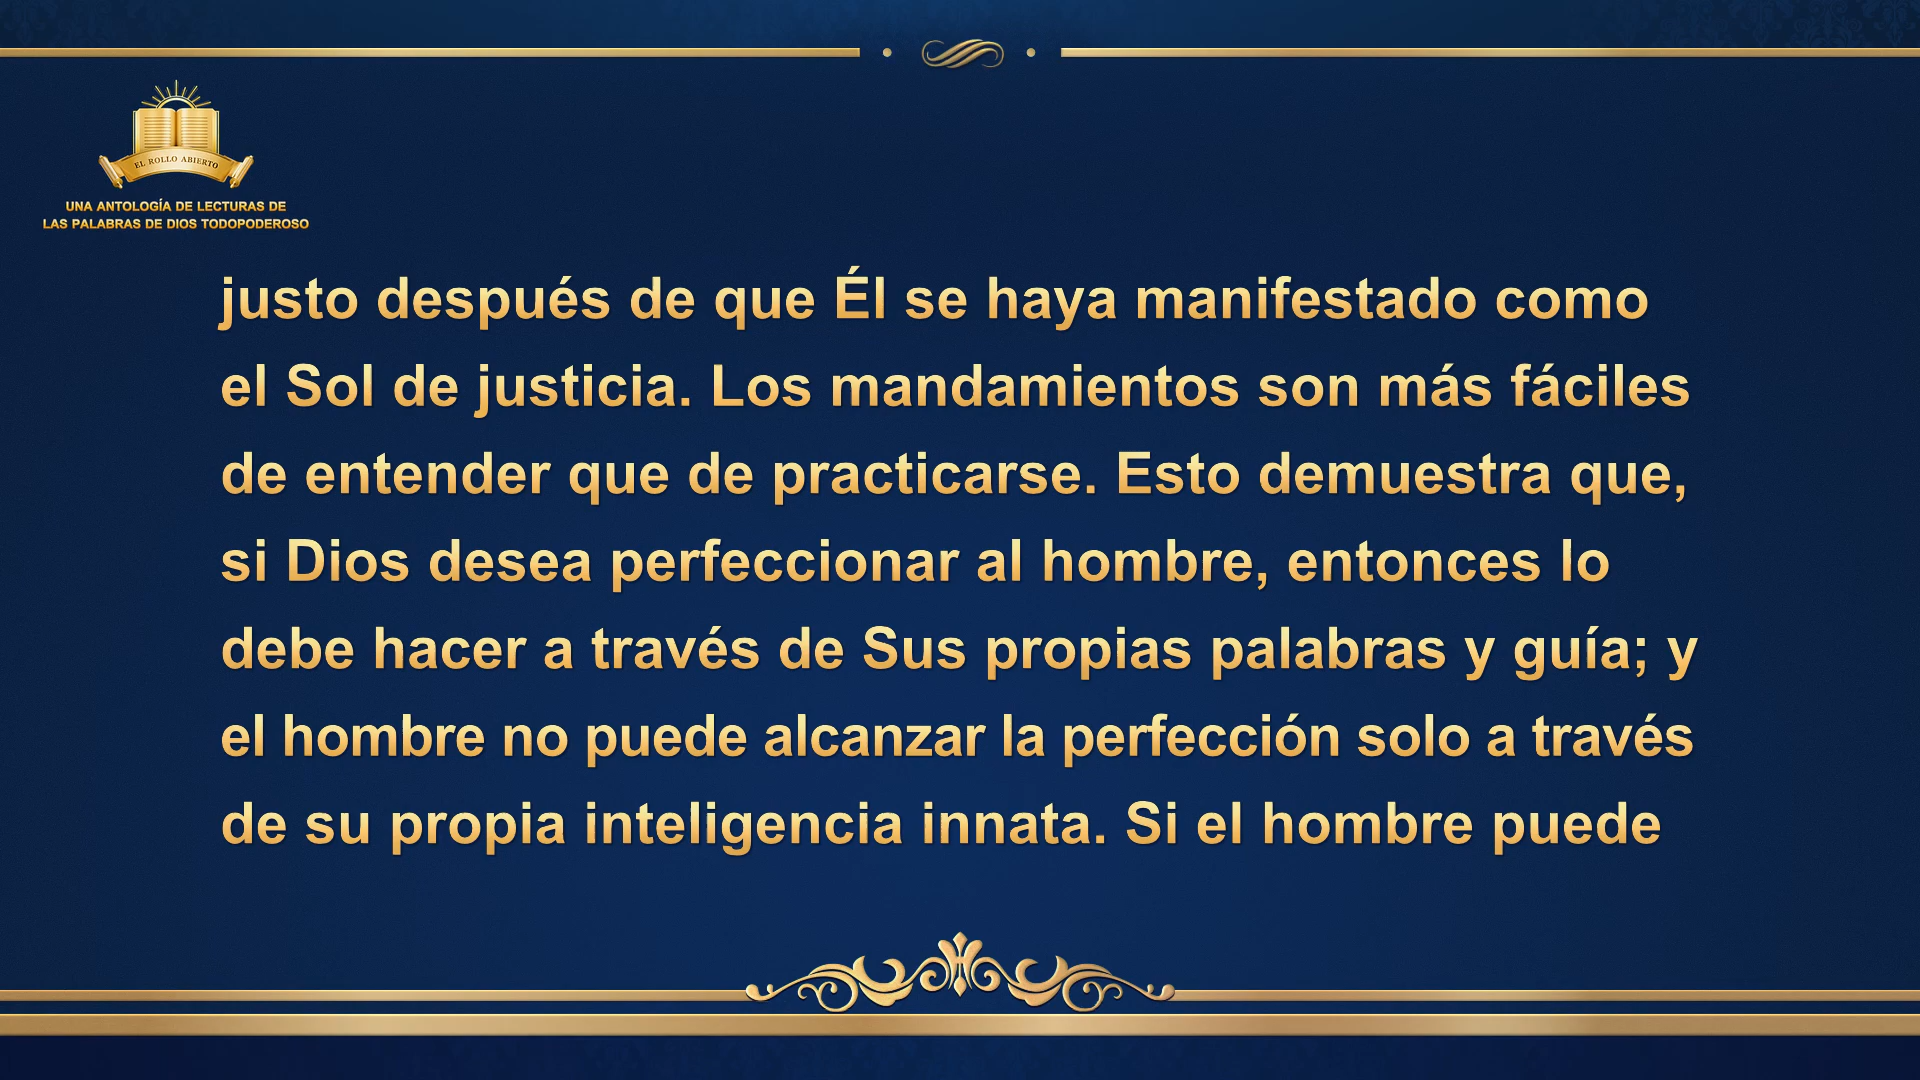 EL ROLLO ABIERTO
UNA ANTOLOGÍA DE LECTURAS DE
LAS PALABRAS DE DIOS TODOPODEROSO
justo después de que Él se haya manifestado como
el Sol de justicia. Los mandamientos son más fáciles
de entender que de practicarse. Esto demuestra que,
si Dios desea perfeccionar al hombre, entonces lo
debe hacer a través de Sus propias palabras y guía; y
el hombre no puede alcanzar la perfección solo a través
de su propia inteligencia innata. Si el hombre puede